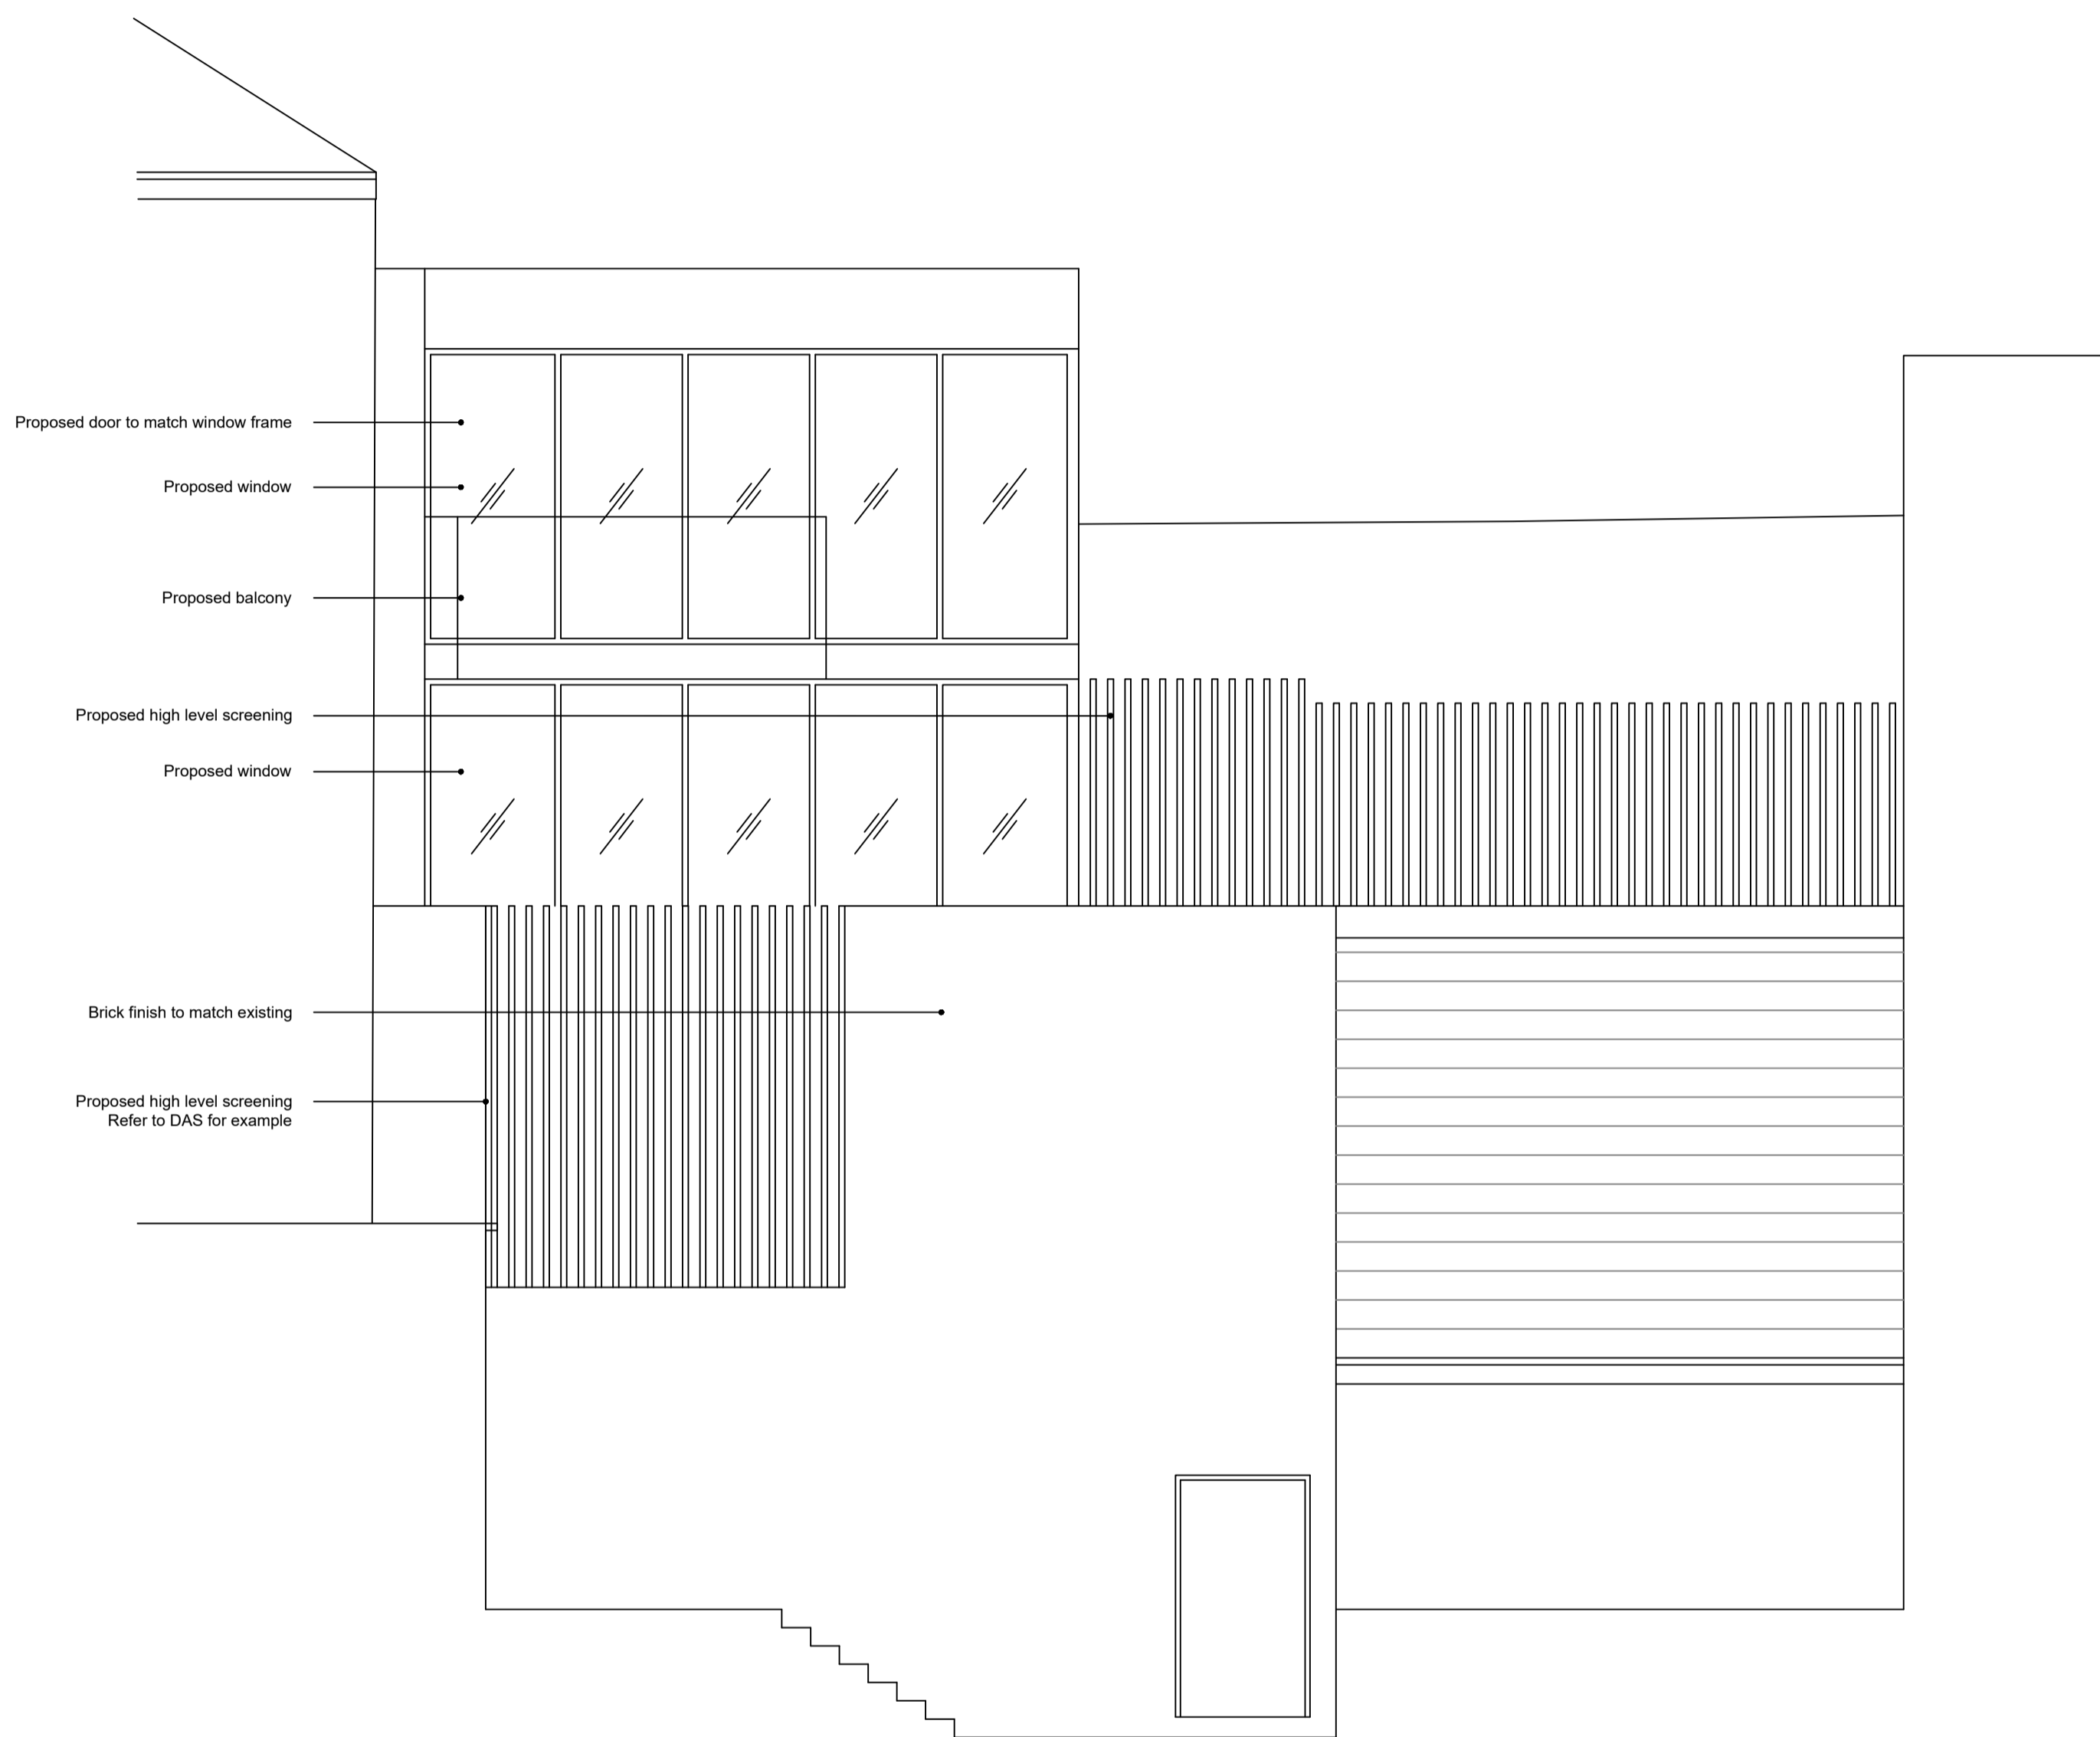 Proposed door to match window frame
Proposed window
Proposed balcony
Proposed high level screening
Proposed window
Brick finish to match existing
Proposed high level screening
Refer to DAS for example